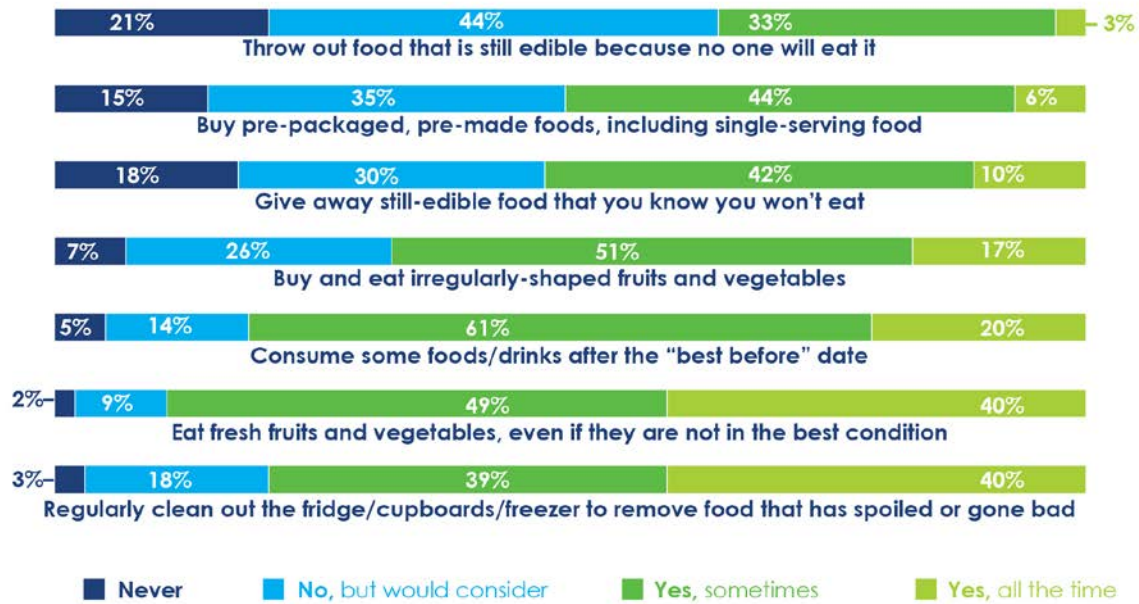 21% 44% 33% 3%
Throw out food that is still edible because no one will eat it
15% 35% 44% 6%
Buy pre-packaged, pre-made foods, including single-serving food
18% 30% 42% 10%
Give away still-edible food that you know you won't eat
7% 26% 51% 17%
Buy and eat irregularly-shaped fruits and vegetables
5% 14% 61% 20%
Consume some foods/drinks after the “best before” date
2% 9% 49% 40%
Eat fresh fruits and vegetables, even if they are not in the best condition
3% 18% 39% 40%
Regularly clean out the fridge/cupboards/freezer to remove food that has spoiled or gone bad
Never No, but would consider Yes, sometimes Yes, all the time